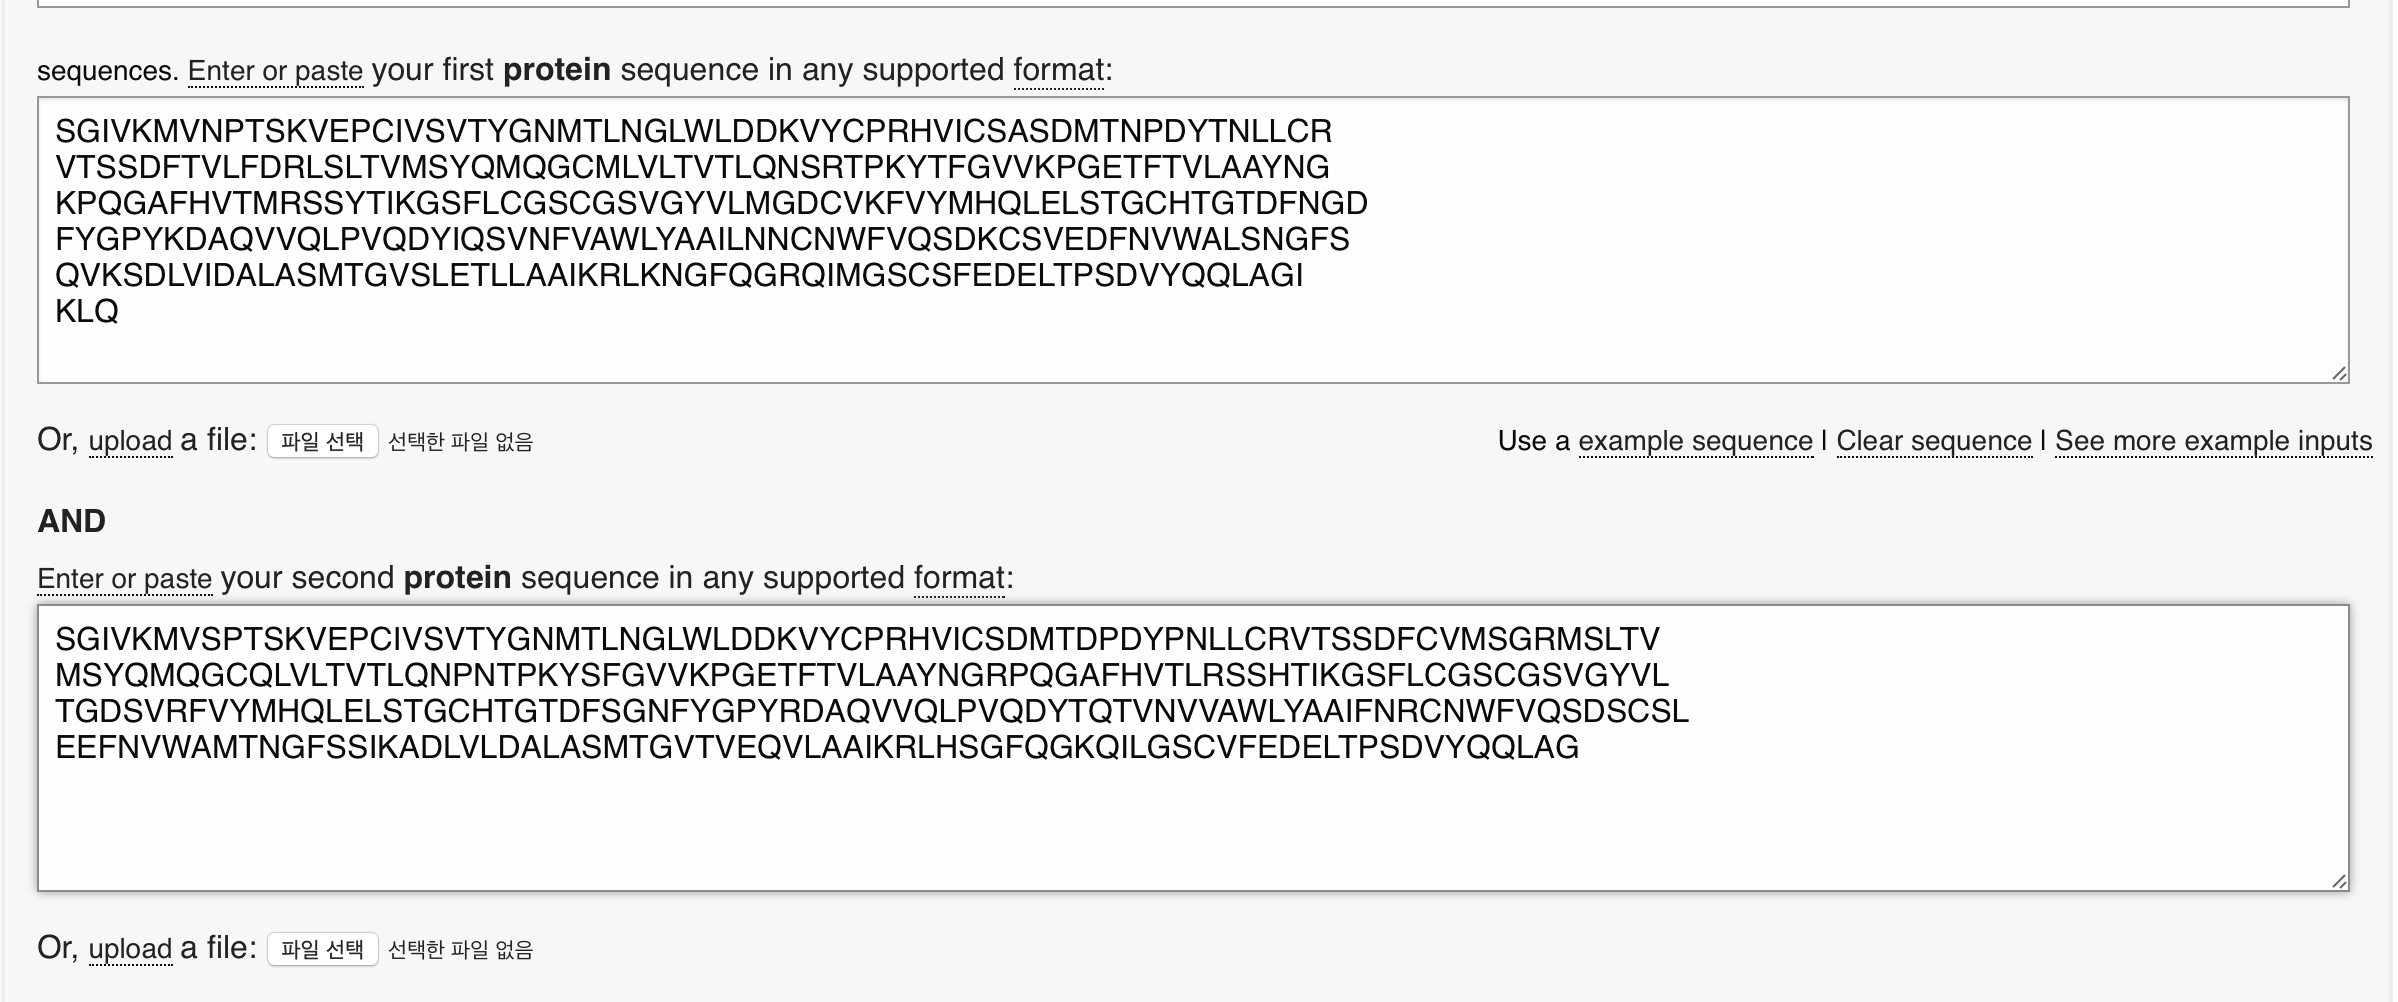 sequences. Enter or paste your first protein sequence in any supported format:
SGIVKMVNPTSKVEPCIVSVTYGNMTLNGLWLDDKVYCPRHVICSASDMTNPDYTNLLCR
VTSSDFTVLFDRLSLTVMSYQMQGCMLVLTVTLQNSRTPKYTFGVVKPGETFTVLAAYNG
KPQGAFHVTMRSSYTIKGSFLCGSCGSVGYVLMGDCVKFVYMHQLELSTGCHTGTDFNGD
FYGPYKDAQVVQLPVQDYIQSVNFVAWLYAAILNNCNWFVQSDKCSVEDFNVWALSNGFS
QVKSDLVIDALASMTGVSLETLLAAIKRLKNGFQGRQIMGSCSFEDELTPSDVYQQLAGI
KLQ
Or, upload a file: 파일 선택 선택한 파일 없음 Use a example sequence | Clear sequence | See more example inputs
AND
Enter or paste your second protein sequence in any supported format:
SGIVKMVSPTSKVEPCIVSVTYGNMTLNGLWLDDKVYCPRHVICSDMTDPDYPNLLCRVTSSDFCVMSGRMSLTV
MSYQMQGCQLVLTVTLQNPNTPKYSFGVVKPGETFTVLAAYNGRPQGAFHVTLRSSHTIKGSFLCGSCGSVGYVL
TGDSVRFVYMHQLELSTGCHTGTDFSGNFYGPYRDAQVVQLPVQDYTQTVNVVAWLYAAIFNRCNWFVQSDSCSL
EEFNVWAMTNGFSSIKADLVLDALASMTGVTVEQVLAAIKRLHSGFQGKQILGSCVFEDELTPSDVYQQLAG
Or, upload a file: 파일 선택 선택한 파일 없음